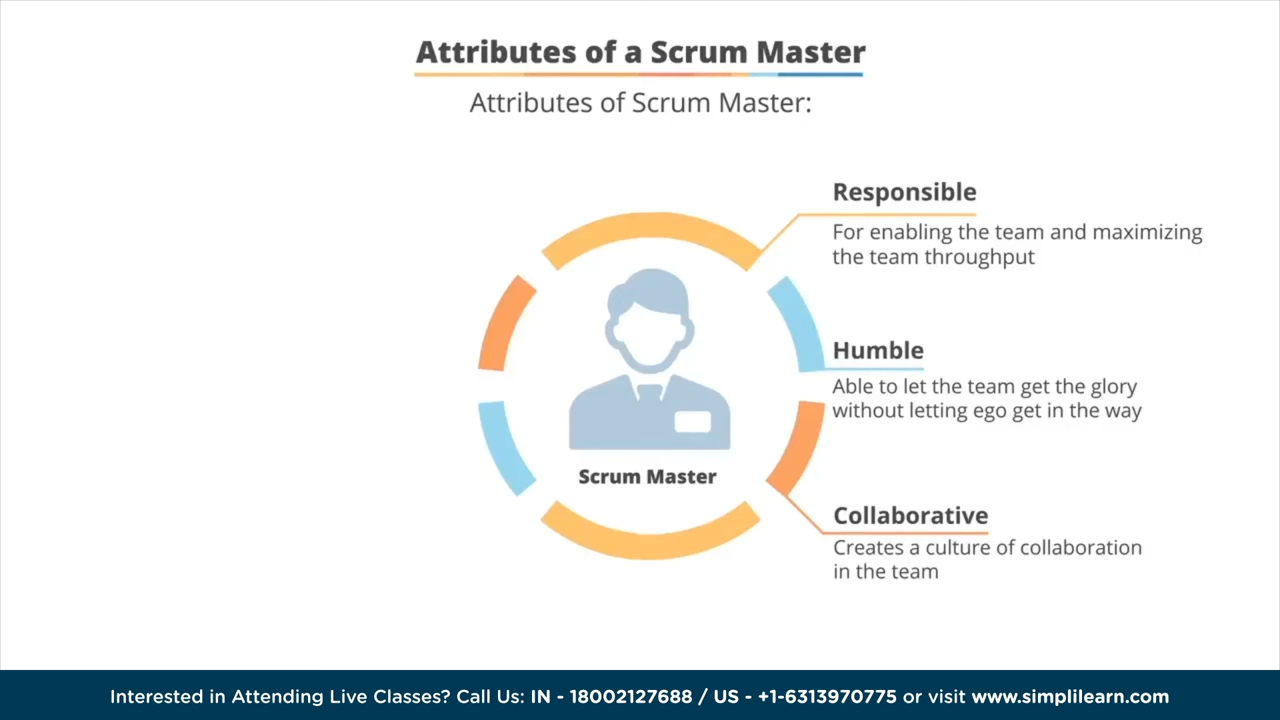 Attributes of a Scrum Master
Attributes of Scrum Master:
Responsible
For enabling the team and maximizing
the team throughput
Humble
Able to let the team get the glory
without letting ego get in the way
Scrum Master
Collaborative
Creates a culture of collaboration
in the team
Interested in Attending Live Classes? Call Us: IN - 18002127688 / US - +1-6313970775 or visit www.simplilearn.com